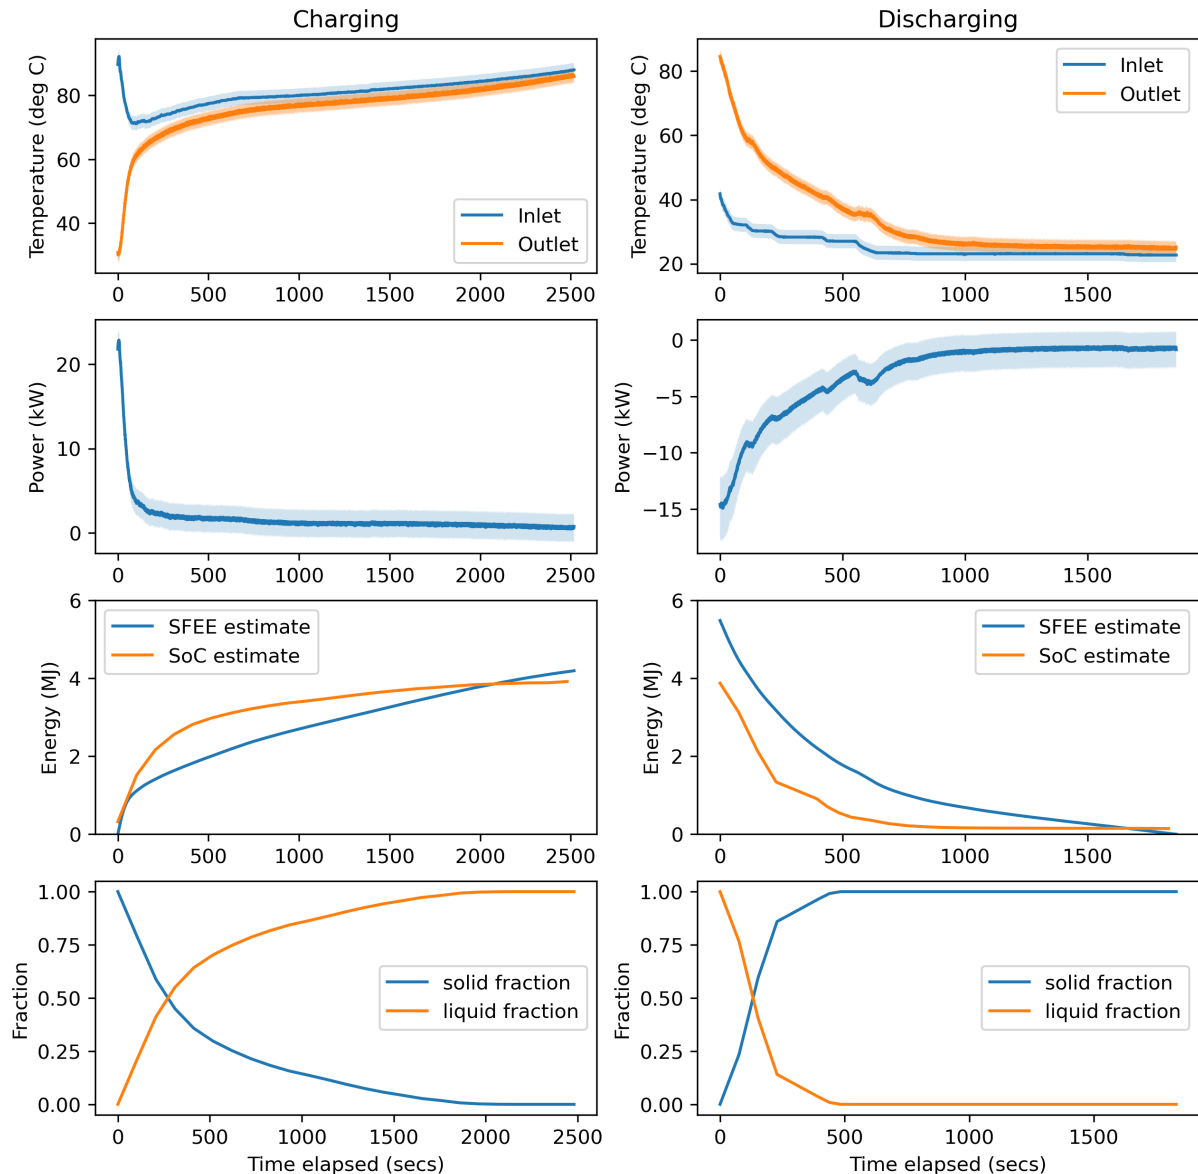 Charging
Discharging
Temperature (deg C)
80
60
40
Inlet
Outlet
0 500 1000 1500 2000 2500
Temperature (deg C)
80
60
40
20
Inlet
Outlet
0 500 1000 1500
Power (kW)
20
10
0
0 500 1000 1500 2000 2500
Power (kW)
0
−5
−10
−15
0 500 1000 1500
Energy (MJ)
6
4
2
0
SFEE estimate
SoC estimate
0 500 1000 1500 2000 2500
Energy (MJ)
6
4
2
0
SFEE estimate
SoC estimate
0 500 1000 1500
Fraction
1.00
0.75
0.50
0.25
0.00
solid fraction
liquid fraction
0 500 1000 1500 2000 2500
Time elapsed (secs)
Fraction
1.00
0.75
0.50
0.25
0.00
solid fraction
liquid fraction
0 500 1000 1500
Time elapsed (secs)